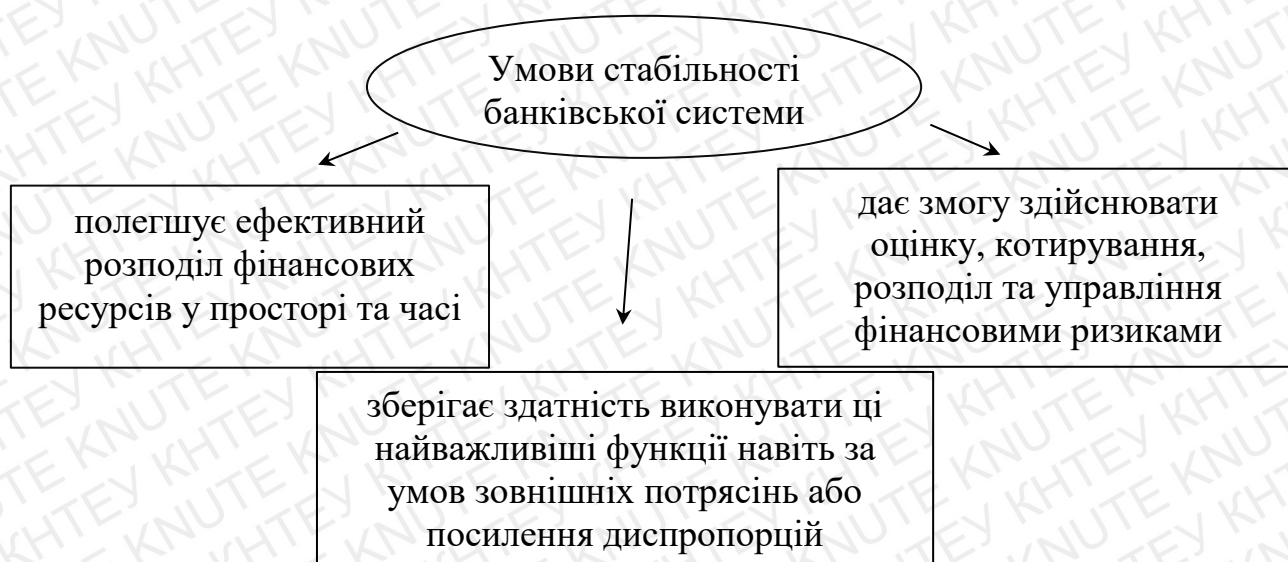 Умови стабільності
банківської системи
полегшує ефективний
розподіл фінансових
ресурсів у просторі та часі
дає змогу здійснювати
оцінку, котирування,
розподіл та управління
фінансовими ризиками
зберігає здатність виконувати ці
найважливіші функції навіть за
умов зовнішніх потрясінь або
посилення диспропорцій